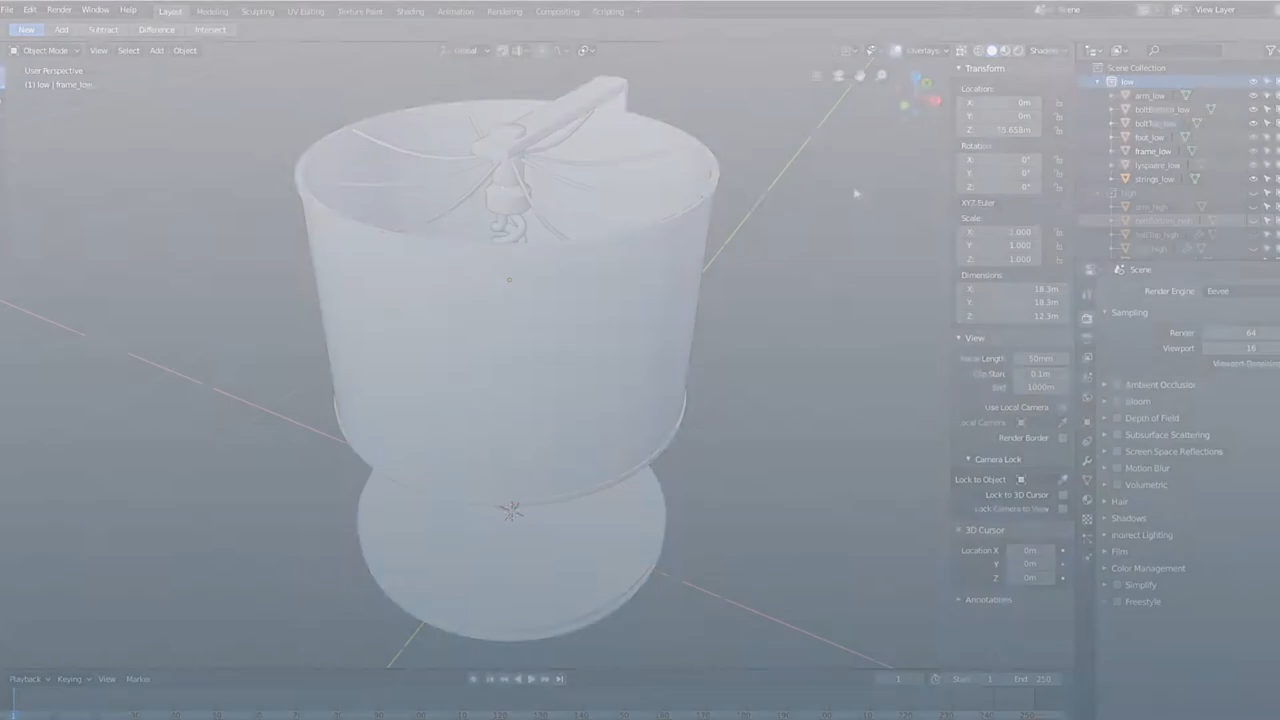 File Edit Render Window Help Layout Modeling Sculpting UV Editing Texture Paint Shading Animation Rendering Compositing Scripting + Scene View Layer
New Add Subtract Difference Intersect
Object Mode View Select Add Object Global Overlays Shading
User Perspective
(1) low | frame_low
Transform
Location:
X: 0m
Y: 0m
Z:
Rotation
X: 0°
Y: 0°
Z: 0°
XYZ Euler
Scale
X: 1.000
Y: 1.000
Z: 1.000
Dimensions
X: 18.3m
Y: 18.3m
Z: 12.3m
View
Focal Length 50mm
Clip Start 0.1m
End 1000m
Use Local Camera
Local Camera
Render Border
Camera Lock
Lock to Object
Lock to 3D Cursor
Lock Camera to View
3D Cursor
Location X 0m
Y 0m
Z 0m
Annotations
Scene Collection
low
arm_low
foot_low
frame_low
strings_low
high
arm_high
Scene
Render Engine Eevee
Sampling
Render 64
Viewport 16
Ambient Occlusion
Bloom
Depth of Field
Subsurface Scattering
Screen Space Reflections
Motion Blur
Volumetric
Hair
Shadows
Indirect Lighting
Film
Color Management
Simplify
Freestyle
Playback Keying View Marker 1 Start 1 End 250